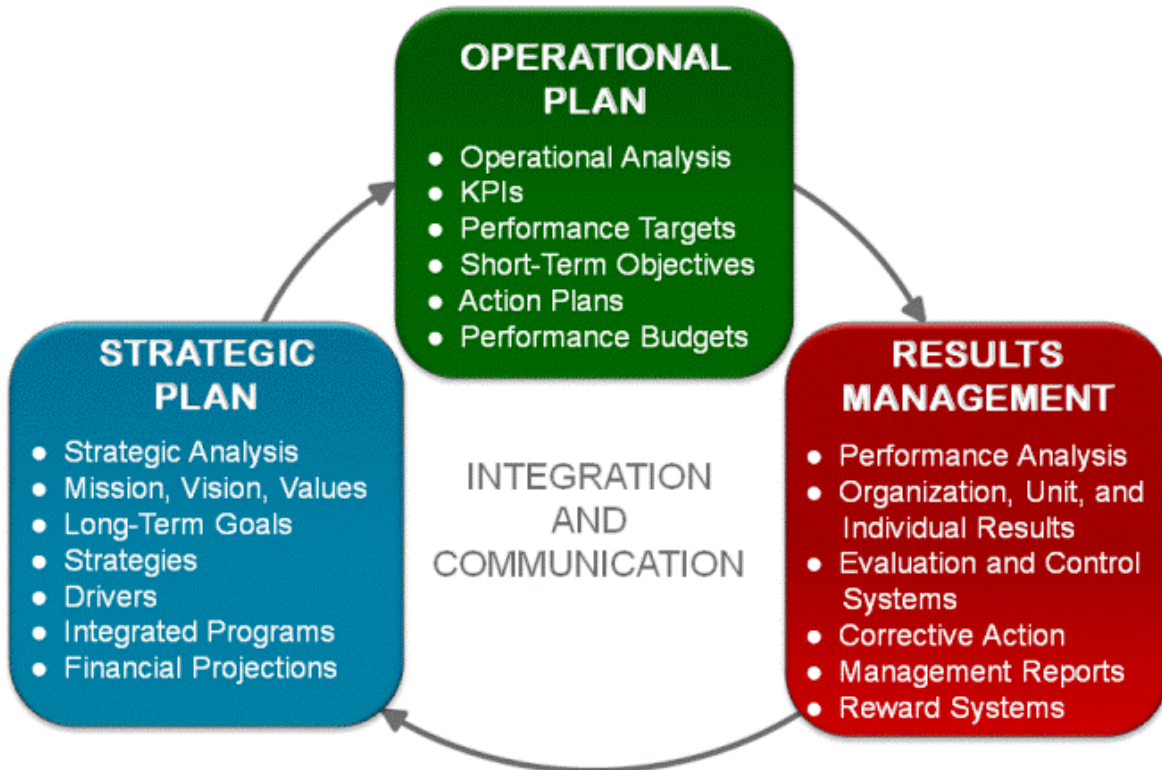 OPERATIONAL
PLAN
● Operational Analysis
● KPIs
● Performance Targets
● Short-Term Objectives
● Action Plans
● Performance Budgets
STRATEGIC
PLAN
● Strategic Analysis
● Mission, Vision, Values
● Long-Term Goals
● Strategies
● Drivers
● Integrated Programs
● Financial Projections
INTEGRATION
AND
COMMUNICATION
RESULTS
MANAGEMENT
● Performance Analysis
● Organization, Unit, and
Individual Results
● Evaluation and Control
Systems
● Corrective Action
● Management Reports
● Reward Systems